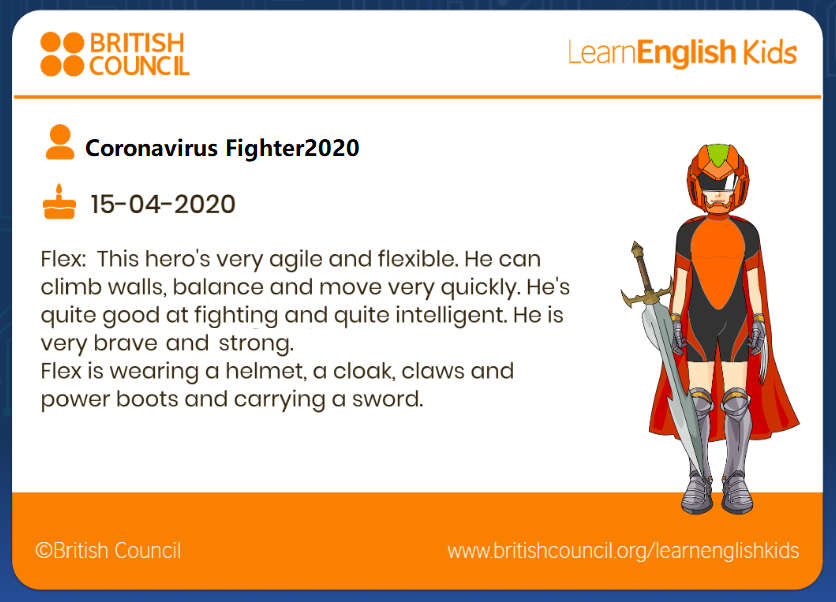 BRITISH
COUNCIL
LearnEnglish Kids
Coronavirus Fighter2020
15-04-2020
Flex: This hero's very agile and flexible. He can
climb walls, balance and move very quickly. He's
quite good at fighting and quite intelligent. He is
very brave and strong.
Flex is wearing a helmet, a cloak, claws and
power boots and carrying a sword.
©British Council
www.britishcouncil.org/learnenglishkids